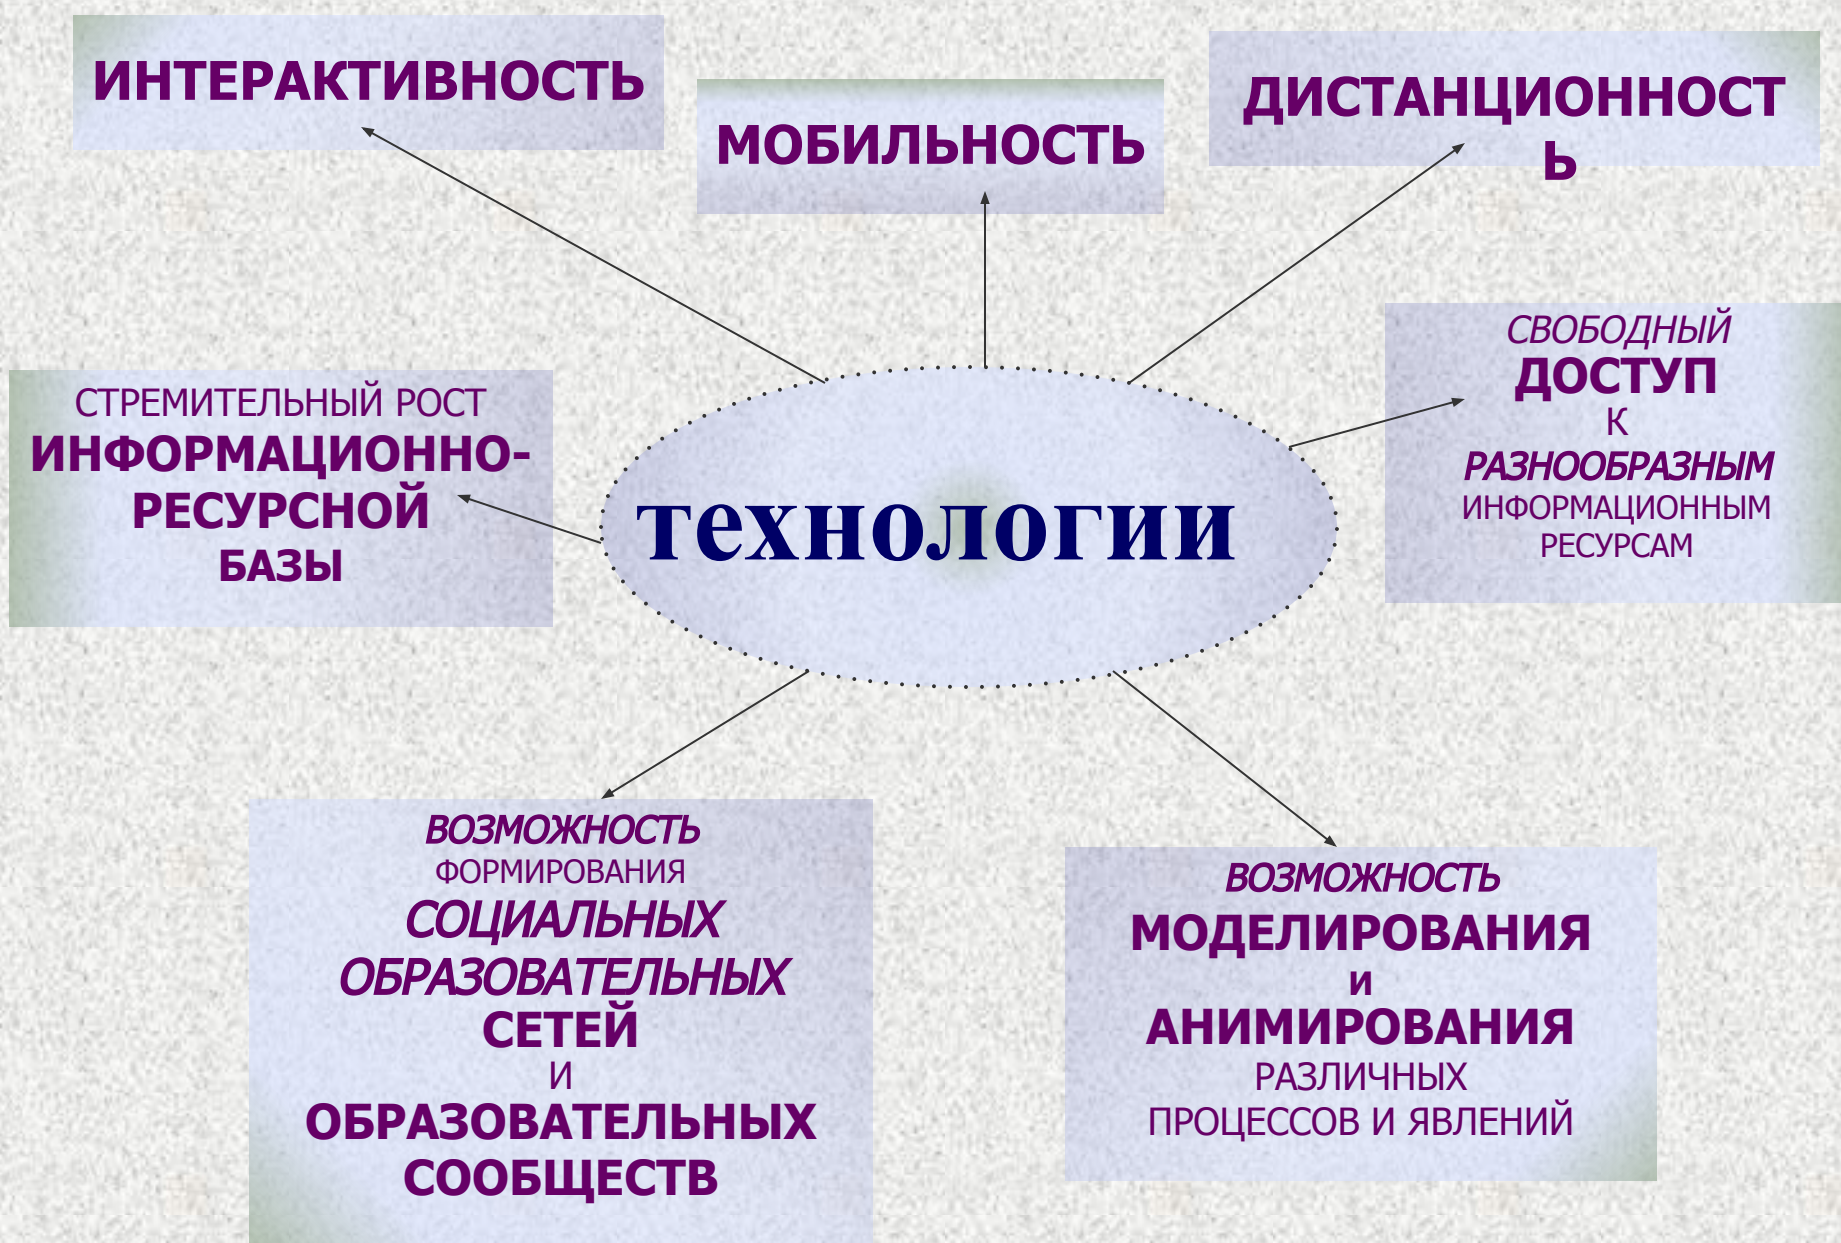 ИНТЕРАКТИВНОСТЬ
МОБИЛЬНОСТЬ
ДИСТАНЦИОННОСТ
Ь
СТРЕМИТЕЛЬНЫЙ РОСТ
ИНФОРМАЦИОННО-
РЕСУРСНОЙ
БАЗЫ
технологии
СВОБОДНЫЙ
ДОСТУП
К
РАЗНООБРАЗНЫМ
ИНФОРМАЦИОННЫМ
РЕСУРСАМ
ВОЗМОЖНОСТЬ
ФОРМИРОВАНИЯ
СОЦИАЛЬНЫХ
ОБРАЗОВАТЕЛЬНЫХ
СЕТЕЙ
И
ОБРАЗОВАТЕЛЬНЫХ
СООБЩЕСТВ
ВОЗМОЖНОСТЬ
МОДЕЛИРОВАНИЯ
И
АНИМИРОВАНИЯ
РАЗЛИЧНЫХ
ПРОЦЕССОВ И ЯВЛЕНИЙ